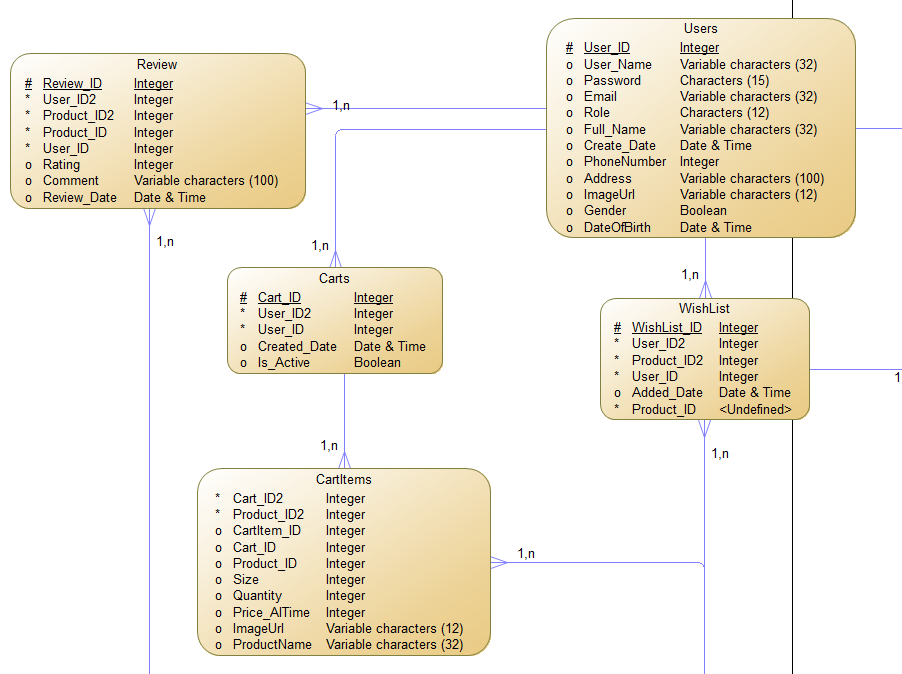 Users
# User_ID Integer
o User_Name Variable characters (32)
o Password Characters (15)
o Email Variable characters (32)
o Role Characters (12)
o Full_Name Variable characters (32)
o Create_Date Date & Time
o PhoneNumber Integer
o Address Variable characters (100)
o ImageUrl Variable characters (12)
o Gender Boolean
o DateOfBirth Date & Time
Review
# Review_ID Integer
* User_ID2 Integer
* Product_ID2 Integer
* Product_ID Integer
* User_ID Integer
o Rating Integer
o Comment Variable characters (100)
o Review_Date Date & Time
1,n
1,n
1,n
1,n
Carts
# Cart_ID Integer
* User_ID2 Integer
* User_ID Integer
o Created_Date Date & Time
o Is_Active Boolean
WishList
# WishList_ID Integer
* User_ID2 Integer
* Product_ID2 Integer
* User_ID Integer
o Added_Date Date & Time
* Product_ID <Undefined>
1
1,n
1,n
CartItems
* Cart_ID2 Integer
* Product_ID2 Integer
o CartItem_ID Integer
o Cart_ID Integer
o Product_ID Integer
o Size Integer
o Quantity Integer
o Price_AlTime Integer
o ImageUrl Variable characters (12)
o ProductName Variable characters (32)
1,n